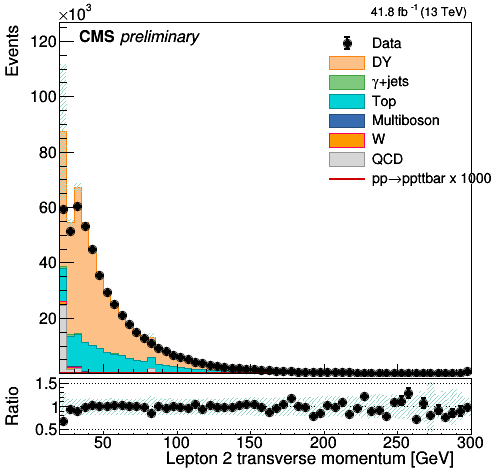 ×10³
41.8 fb⁻¹ (13 TeV)
CMS preliminary
Events
120
100
80
60
40
20
Data
DY
γ+jets
Top
Multiboson
W
QCD
pp→ppttbar x 1000
Ratio
1.5
1
0.5
50
100
150
200
250
300
Lepton 2 transverse momentum [GeV]